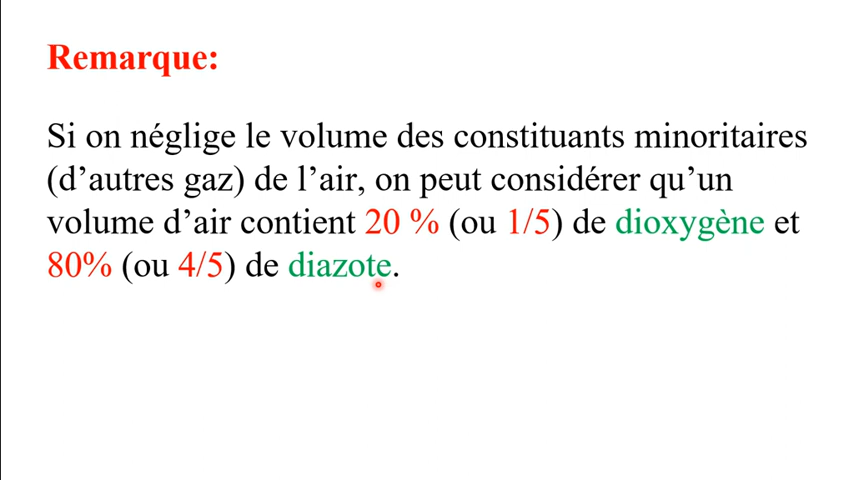 Remarque:
Si on néglige le volume des constituants minoritaires
(d’autres gaz) de l’air, on peut considérer qu’un
volume d’air contient 20 % (ou 1/5) de dioxygène et
80% (ou 4/5) de diazote.